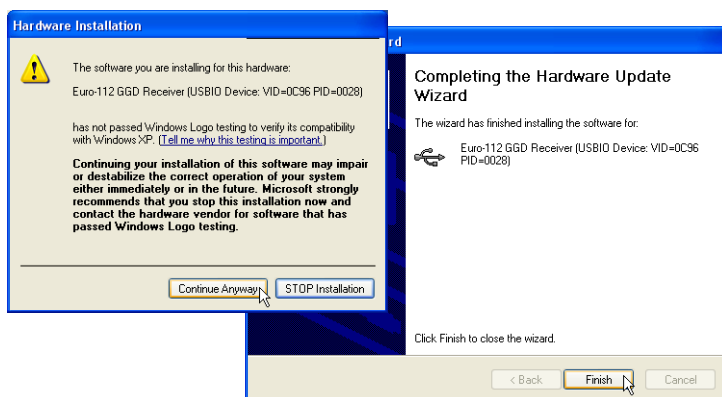 Hardware Installation
The software you are installing for this hardware:
Euro-112 GGD Receiver (USBIO Device: VID=0C96 PID=0028)
has not passed Windows Logo testing to verify its compatibility
with Windows XP. (Tell me why this testing is important.)
Continuing your installation of this software may impair
or destabilize the correct operation of your system
either immediately or in the future. Microsoft strongly
recommends that you stop this installation now and
contact the hardware vendor for software that has
passed Windows Logo testing.
Continue Anyway
STOP Installation
rd
Completing the Hardware Update
Wizard
The wizard has finished installing the software for:
Euro-112 GGD Receiver (USBIO Device: VID=0C96
PID=0028)
Click Finish to close the wizard.
< Back
Finish
Cancel